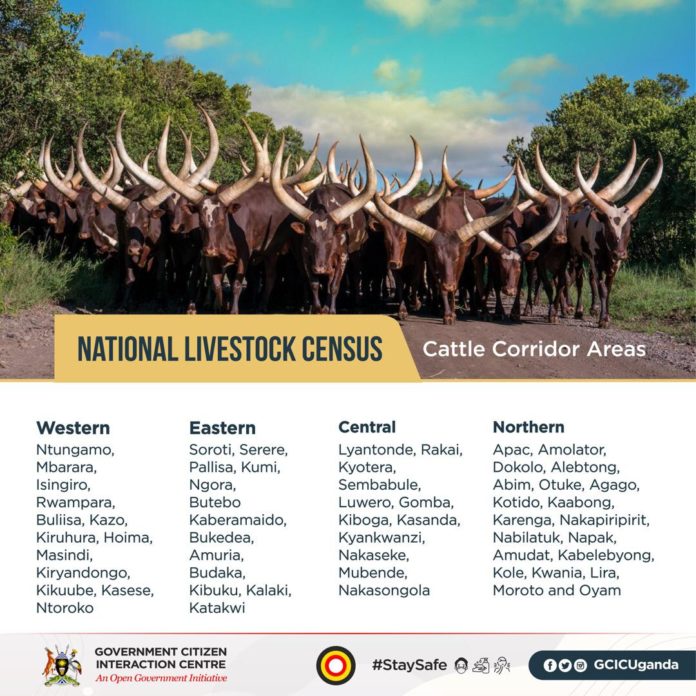 NATIONAL LIVESTOCK CENSUS
Cattle Corridor Areas
Western
Ntungamo,
Mbarara,
Isingiro,
Rwampara,
Buliisa, Kazo,
Kiruhura, Hoima,
Masindi,
Kiryandongo,
Kikuube, Kasese,
Ntoroko
Eastern
Soroti, Serere,
Pallisa, Kumi,
Ngora,
Butebo
Kaberamaido,
Bukedea,
Amuria,
Budaka,
Kibuku, Kalaki,
Katakwi
Central
Lyantonde, Rakai,
Kyotera,
Sembabule,
Luwero, Gomba,
Kiboga, Kasanda,
Kyankwanzi,
Nakaseke,
Mubende,
Nakasongola
Northern
Apac, Amolator,
Dokolo, Alebtong,
Abim, Otuke, Agago,
Kotido, Kaabong,
Karenga, Nakapiripirit,
Nabilatuk, Napak,
Amudat, Kabelebyong,
Kole, Kwania, Lira,
Moroto and Oyam
GOVERNMENT CITIZEN
INTERACTION CENTRE
An Open Government Initiative
#StaySafe
GCICUganda